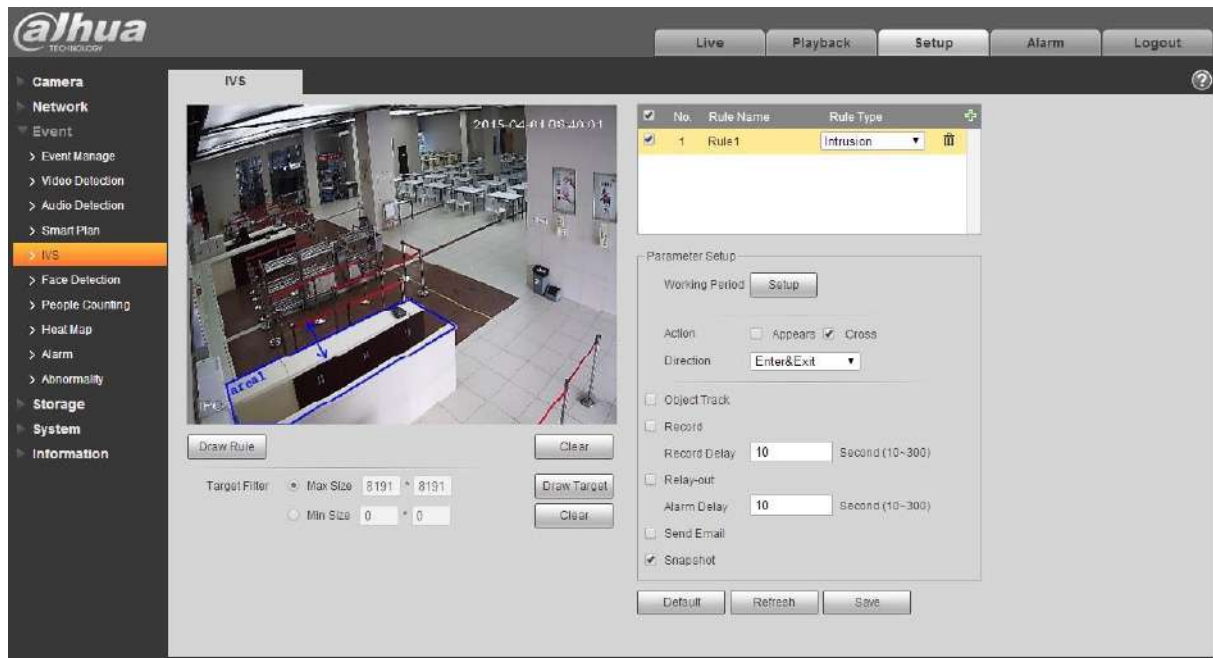 alhua
TECHNOLOGY
Live
Playback
Setup
Alarm
Logout
Camera
Network
Event
> Event Manage
> Video Detection
> Audio Detection
> Smart Plan
> IVS
> Face Detection
> People Counting
> Heat Map
> Alarm
> Abnormality
Storage
System
Information
IVS
?
2015-04-01 08:40:01
area1
IPC
Draw Rule
Clear
Target Filter
Max Size 8191 * 8191
Draw Target
Min Size 0 * 0
Clear
No. Rule Name Rule Type
1 Rule1 Intrusion
Parameter Setup
Working Period Setup
Action Appears Cross
Direction Enter&Exit
Object Track
Record
Record Delay 10 Second (10~300)
Relay-out
Alarm Delay 10 Second (10~300)
Send Email
Snapshot
Default
Refresh
Save